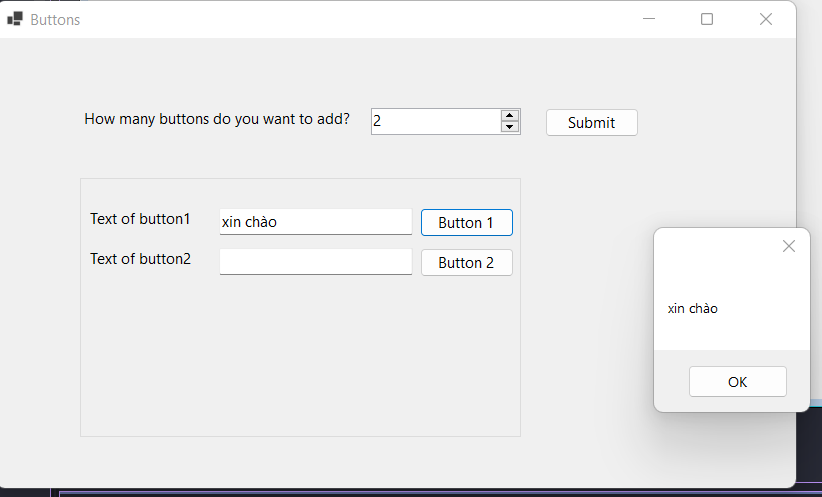 Buttons
How many buttons do you want to add? 2 Submit
Text of button1 xin chào Button 1
Text of button2 Button 2
xin chào
OK